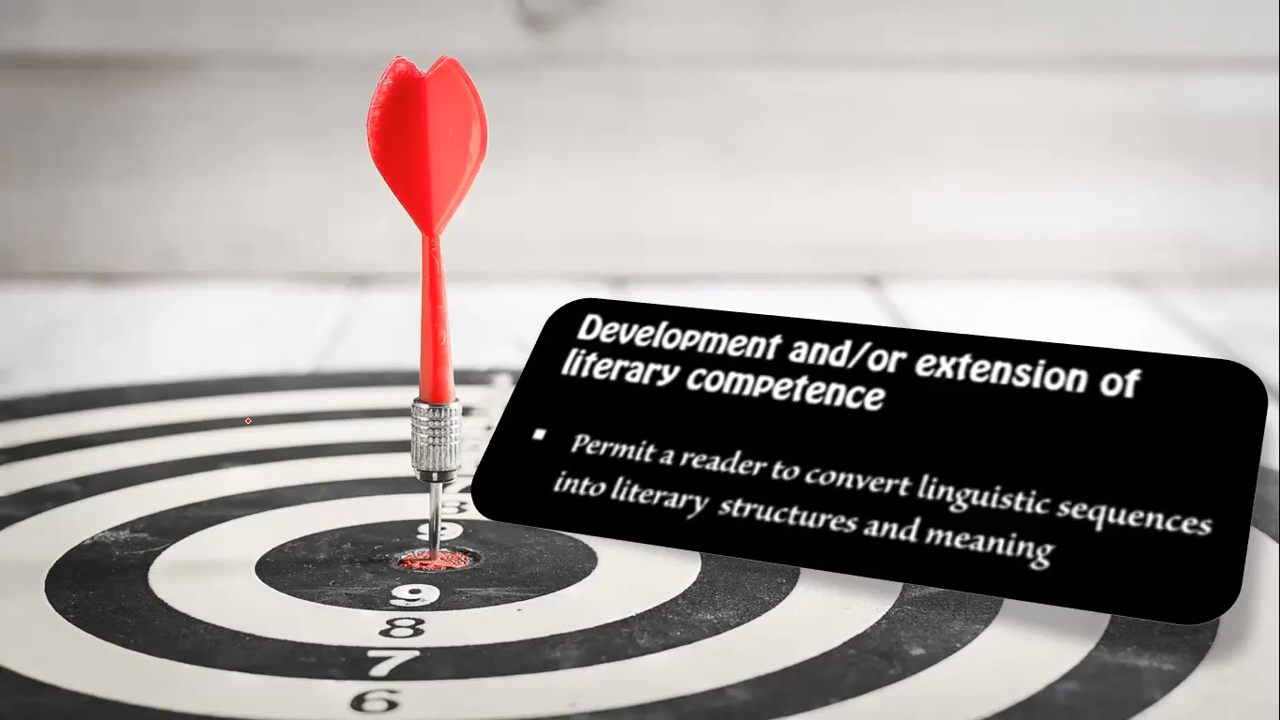 Development and/or extension of
literary competence
▪ Permit a reader to convert linguistic sequences
into literary structures and meaning
9
9
8
7
6